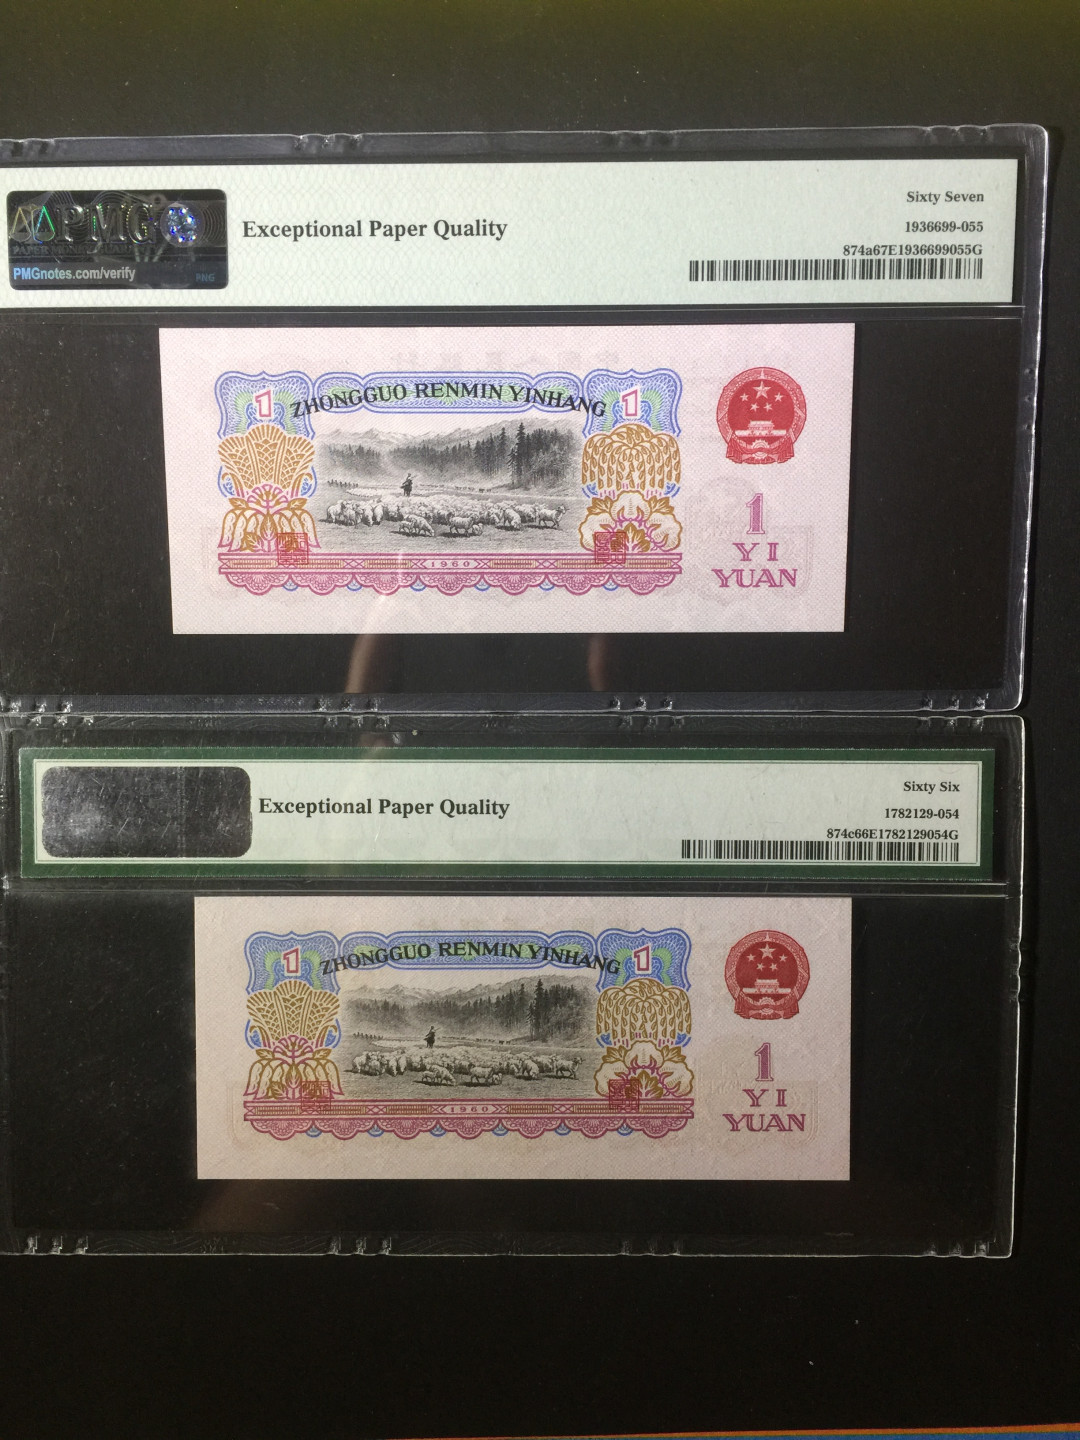 PMG
PMGnotes.com/verify
PNG
Exceptional Paper Quality
Sixty Seven
1936699-055
874a67E1936699055G
1
ZHONGGUO RENMIN YINHANG
1
1
YI
YUAN
1960
Exceptional Paper Quality
Sixty Six
1782129-054
874c66E1782129054G
1
ZHONGGUO RENMIN YINHANG
1
1
YI
YUAN
1960